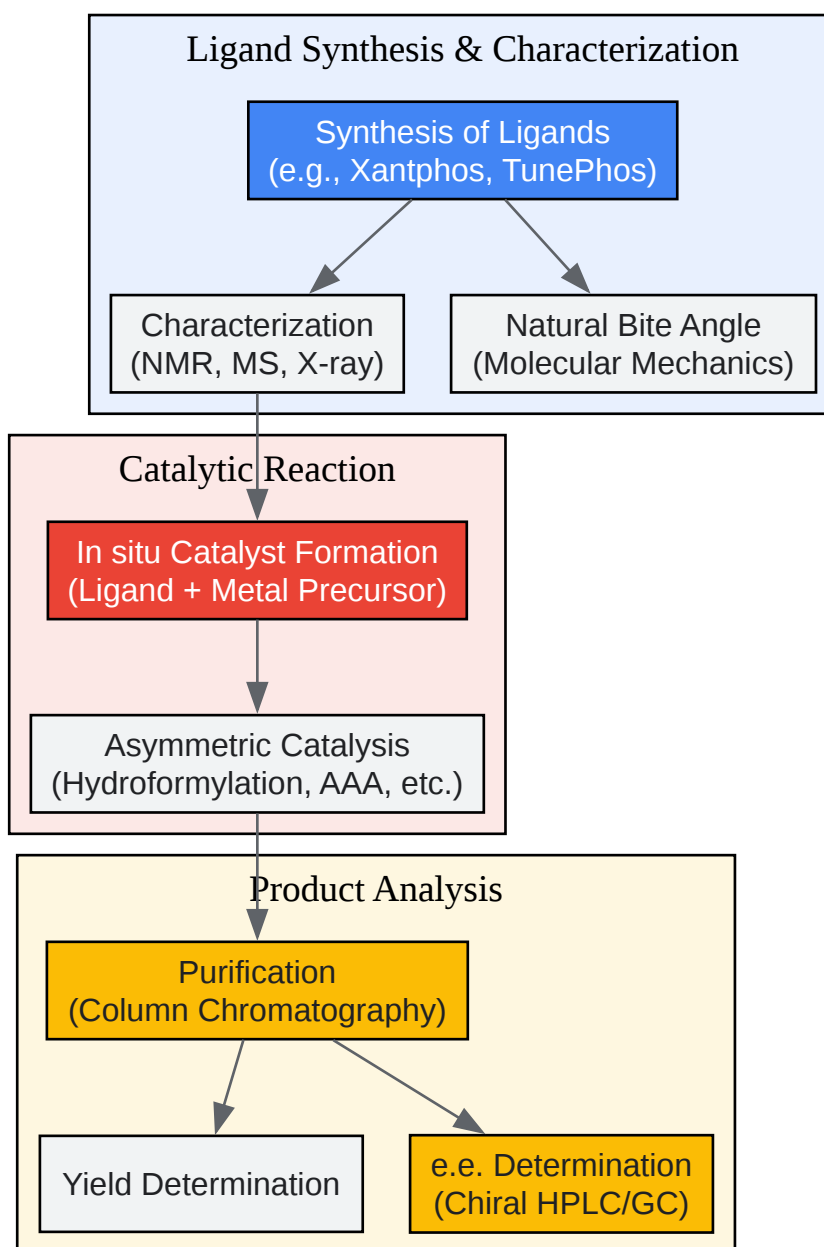 Ligand Synthesis & Characterization
Synthesis of Ligands
(e.g., Xantphos, TunePhos)
Characterization
(NMR, MS, X-ray)
Natural Bite Angle
(Molecular Mechanics)
Catalytic Reaction
In situ Catalyst Formation
(Ligand + Metal Precursor)
Asymmetric Catalysis
(Hydroformylation, AAA, etc.)
Product Analysis
Purification
(Column Chromatography)
Yield Determination
e.e. Determination
(Chiral HPLC/GC)